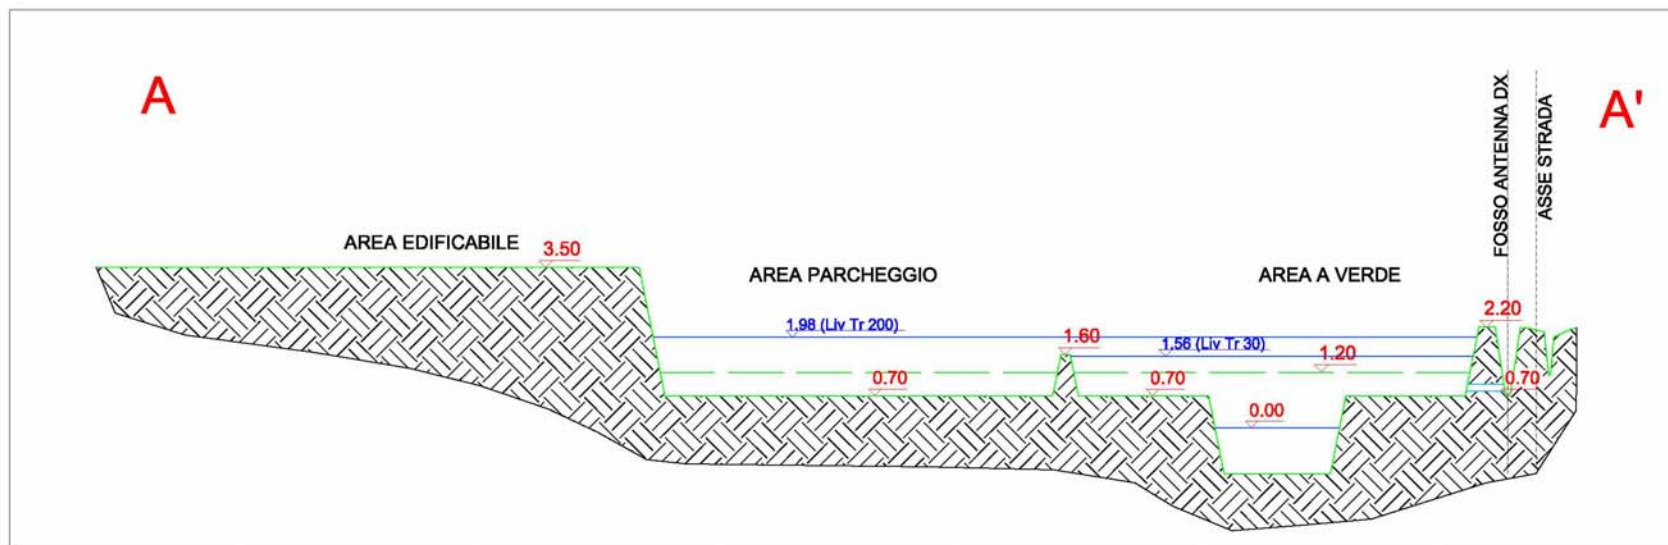 A
A'
FOSSO ANTENNA DX
ASSE STRADA
AREA EDIFICABILE
3.50
AREA PARCHEGGIO
AREA A VERDE
1.98 (Liv Tr 200)
1.60
1.56 (Liv Tr 30)
2.20
1.20
0.70
0.70
0.70
0.00